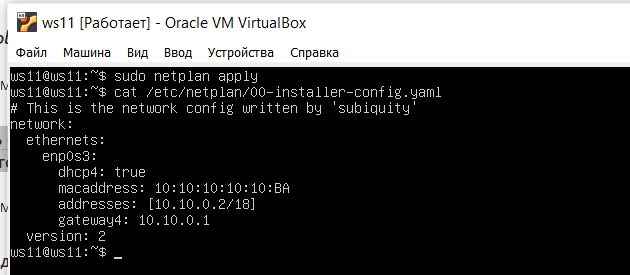 ws11 [Работает] - Oracle VM VirtualBox
Файл Машина Вид Ввод Устройства Справка
ws11@ws11:~$ sudo netplan apply
ws11@ws11:~$ cat /etc/netplan/00-installer-config.yaml
# This is the network config written by 'subiquity'
network:
  ethernets:
    enp0s3:
      dhcp4: true
      macaddress: 10:10:10:10:10:BA
      addresses: [10.10.0.2/18]
      gateway4: 10.10.0.1
  version: 2
ws11@ws11:~$ _